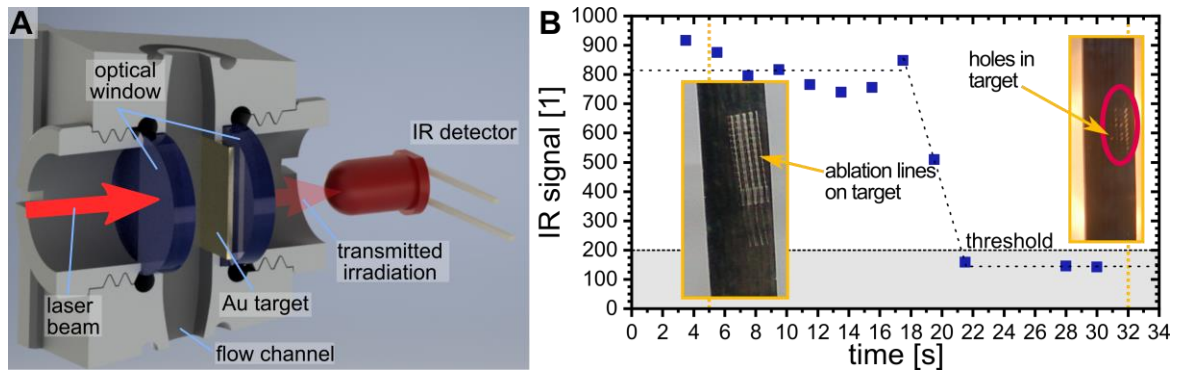 A
optical
window
IR detector
laser
beam
Au target
transmitted
irradiation
flow channel
B
IR signal [1]
1000
900
800
700
600
500
400
300
200
100
0
ablation lines
on target
holes in
target
threshold
0 2 4 6 8 10 12 14 16 18 20 22 24 26 28 30 32 34
time [s]